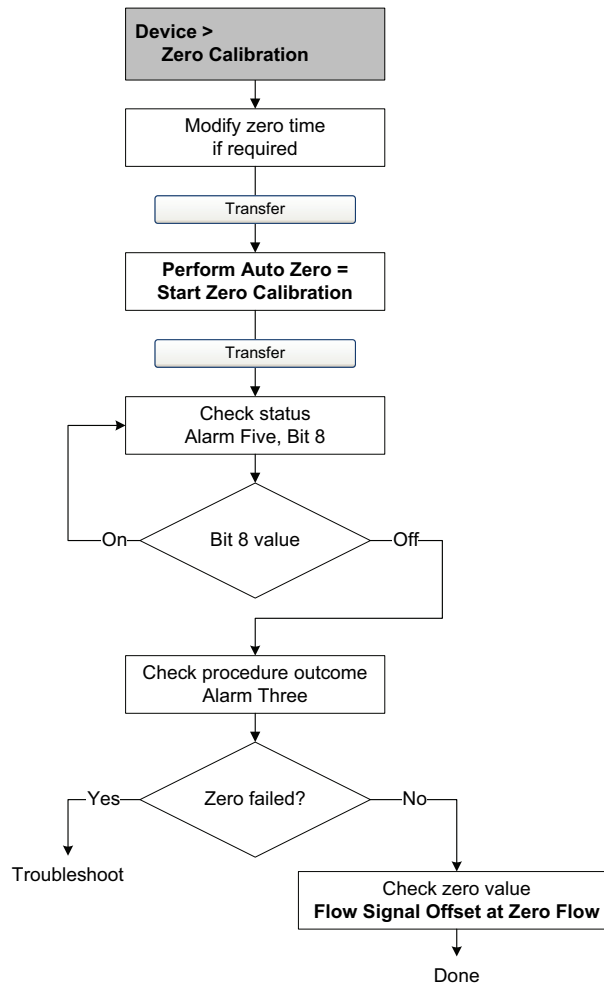 Device >
Zero Calibration
Modify zero time
if required
Transfer
Perform Auto Zero =
Start Zero Calibration
Transfer
Check status
Alarm Five, Bit 8
On
Bit 8 value
Off
Check procedure outcome
Alarm Three
Yes
Zero failed?
No
Troubleshoot
Check zero value
Flow Signal Offset at Zero Flow
Done